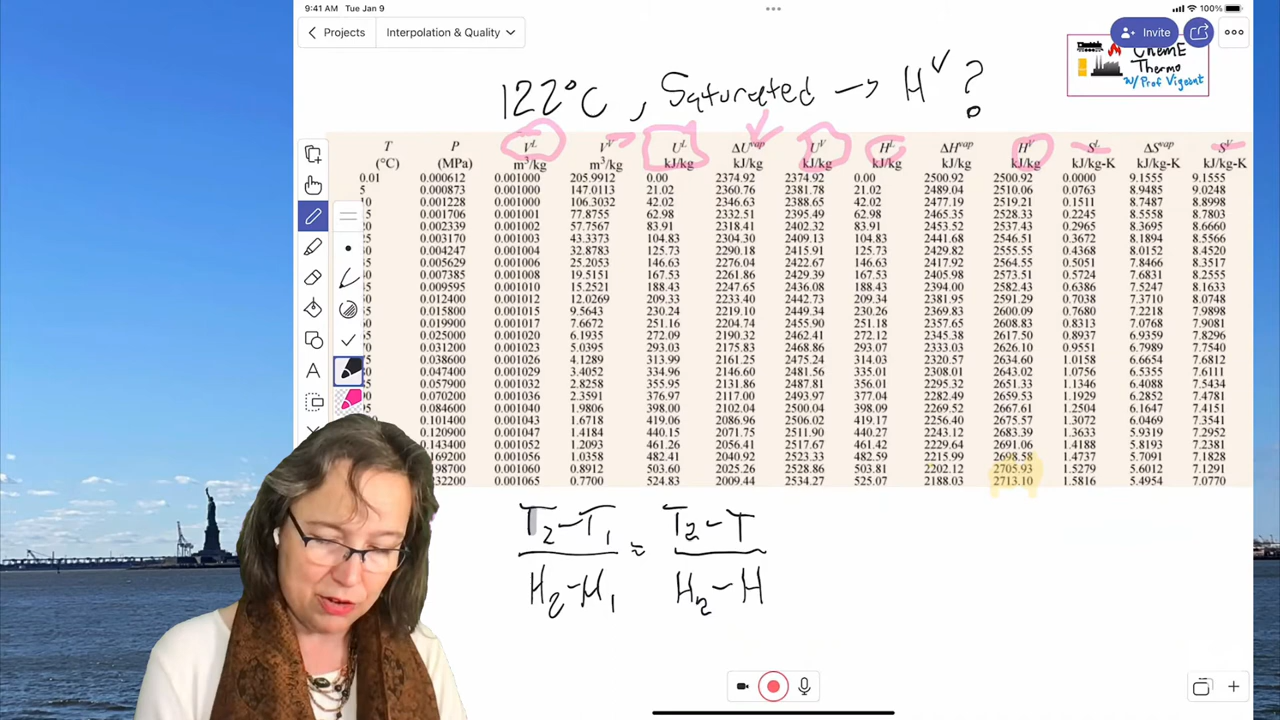 9:41 AM Tue Jan 9
100%
Projects
Interpolation & Quality
Invite
ChemE
Thermo
w/ Prof Vigeant
122°C, Saturated → H^V ?
T P V^L V^V U^L ΔU^vap U^V H^L ΔH^vap H^V S^L ΔS^vap S^V
(°C) (MPa) m³/kg m³/kg kJ/kg kJ/kg kJ/kg kJ/kg kJ/kg kJ/kg kJ/kg-K kJ/kg-K kJ/kg-K
0.01 0.000612 0.001000 205.9912 0.00 2374.92 2374.92 0.00 2500.92 2500.92 0.0000 9.1555 9.1555
5 0.000873 0.001000 147.0113 21.02 2360.76 2381.78 21.02 2489.04 2510.06 0.0763 8.9485 9.0248
0.001228 0.001000 106.3032 42.02 2346.63 2388.65 42.02 2477.19 2519.21 0.1511 8.7487 8.8998
0.001706 0.001001 77.8755 62.98 2332.51 2395.49 62.98 2465.35 2528.33 0.2245 8.5558 8.7803
0.002339 0.001002 57.7567 83.91 2318.41 2402.32 83.91 2453.52 2537.43 0.2965 8.3695 8.6660
0.003170 0.001003 43.3373 104.83 2304.30 2409.13 104.83 2441.68 2546.51 0.3672 8.1894 8.5566
0.004247 0.001004 32.8783 125.73 2290.18 2415.91 125.73 2429.82 2555.55 0.4368 8.0152 8.4520
0.005629 0.001006 25.2053 146.63 2276.04 2422.67 146.63 2417.92 2564.55 0.5051 7.8466 8.3517
0.007385 0.001008 19.5151 167.53 2261.86 2429.39 167.53 2405.98 2573.51 0.5724 7.6831 8.2555
0.009595 0.001010 15.2521 188.43 2247.65 2436.08 188.43 2394.00 2582.43 0.6386 7.5247 8.1633
0.012400 0.001012 12.0269 209.33 2233.40 2442.73 209.34 2381.95 2591.29 0.7038 7.3710 8.0748
0.015800 0.001015 9.5643 230.24 2219.10 2449.34 230.26 2369.83 2600.09 0.7680 7.2218 7.9898
0.019900 0.001017 7.6672 251.16 2204.74 2455.90 251.18 2357.65 2608.83 0.8313 7.0768 7.9081
0.025000 0.001020 6.1935 272.09 2190.32 2462.41 272.12 2345.38 2617.50 0.8937 6.9359 7.8296
0.031200 0.001023 5.0395 293.03 2175.83 2468.86 293.07 2333.03 2626.10 0.9551 6.7989 7.7540
0.038600 0.001026 4.1289 313.99 2161.25 2475.24 314.03 2320.57 2634.60 1.0158 6.6654 7.6812
0.047400 0.001029 3.4052 334.96 2146.60 2481.56 335.01 2308.01 2643.02 1.0756 6.5355 7.6111
0.057900 0.001032 2.8258 355.95 2131.86 2487.81 356.01 2295.32 2651.33 1.1346 6.4088 7.5434
0.070200 0.001036 2.3591 376.97 2117.00 2493.97 377.04 2282.49 2659.53 1.1929 6.2852 7.4781
0.084600 0.001040 1.9806 398.00 2102.04 2500.04 398.09 2269.52 2667.61 1.2504 6.1647 7.4151
0.101400 0.001043 1.6718 419.06 2086.96 2506.02 419.17 2256.40 2675.57 1.3072 6.0469 7.3541
0.120900 0.001047 1.4184 440.15 2071.75 2511.90 440.27 2243.12 2683.39 1.3633 5.9319 7.2952
0.143400 0.001052 1.2093 461.26 2056.41 2517.67 461.42 2229.64 2691.06 1.4188 5.8193 7.2381
169200 0.001056 1.0358 482.41 2040.92 2523.33 482.59 2215.99 2698.58 1.4737 5.7091 7.1828
198700 0.001060 0.8912 503.60 2025.26 2528.86 503.81 2202.12 2705.93 1.5279 5.6012 7.1291
232200 0.001065 0.7700 524.83 2009.44 2534.27 525.07 2188.03 2713.10 1.5816 5.4954 7.0770
T₂-T₁ = T₂-T
H₂-H₁ H₂-H